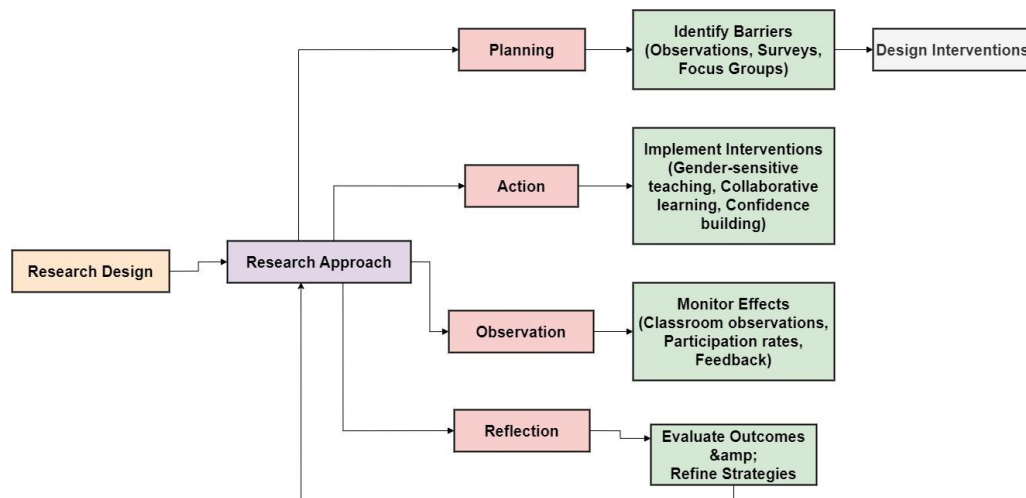 Planning
Identify Barriers
(Observations, Surveys,
Focus Groups)
Design Interventions
Action
Implement Interventions
(Gender-sensitive
teaching, Collaborative
learning, Confidence
building)
Research Design
Research Approach
Observation
Monitor Effects
(Classroom observations,
Participation rates,
Feedback)
Reflection
Evaluate Outcomes
&amp;
Refine Strategies